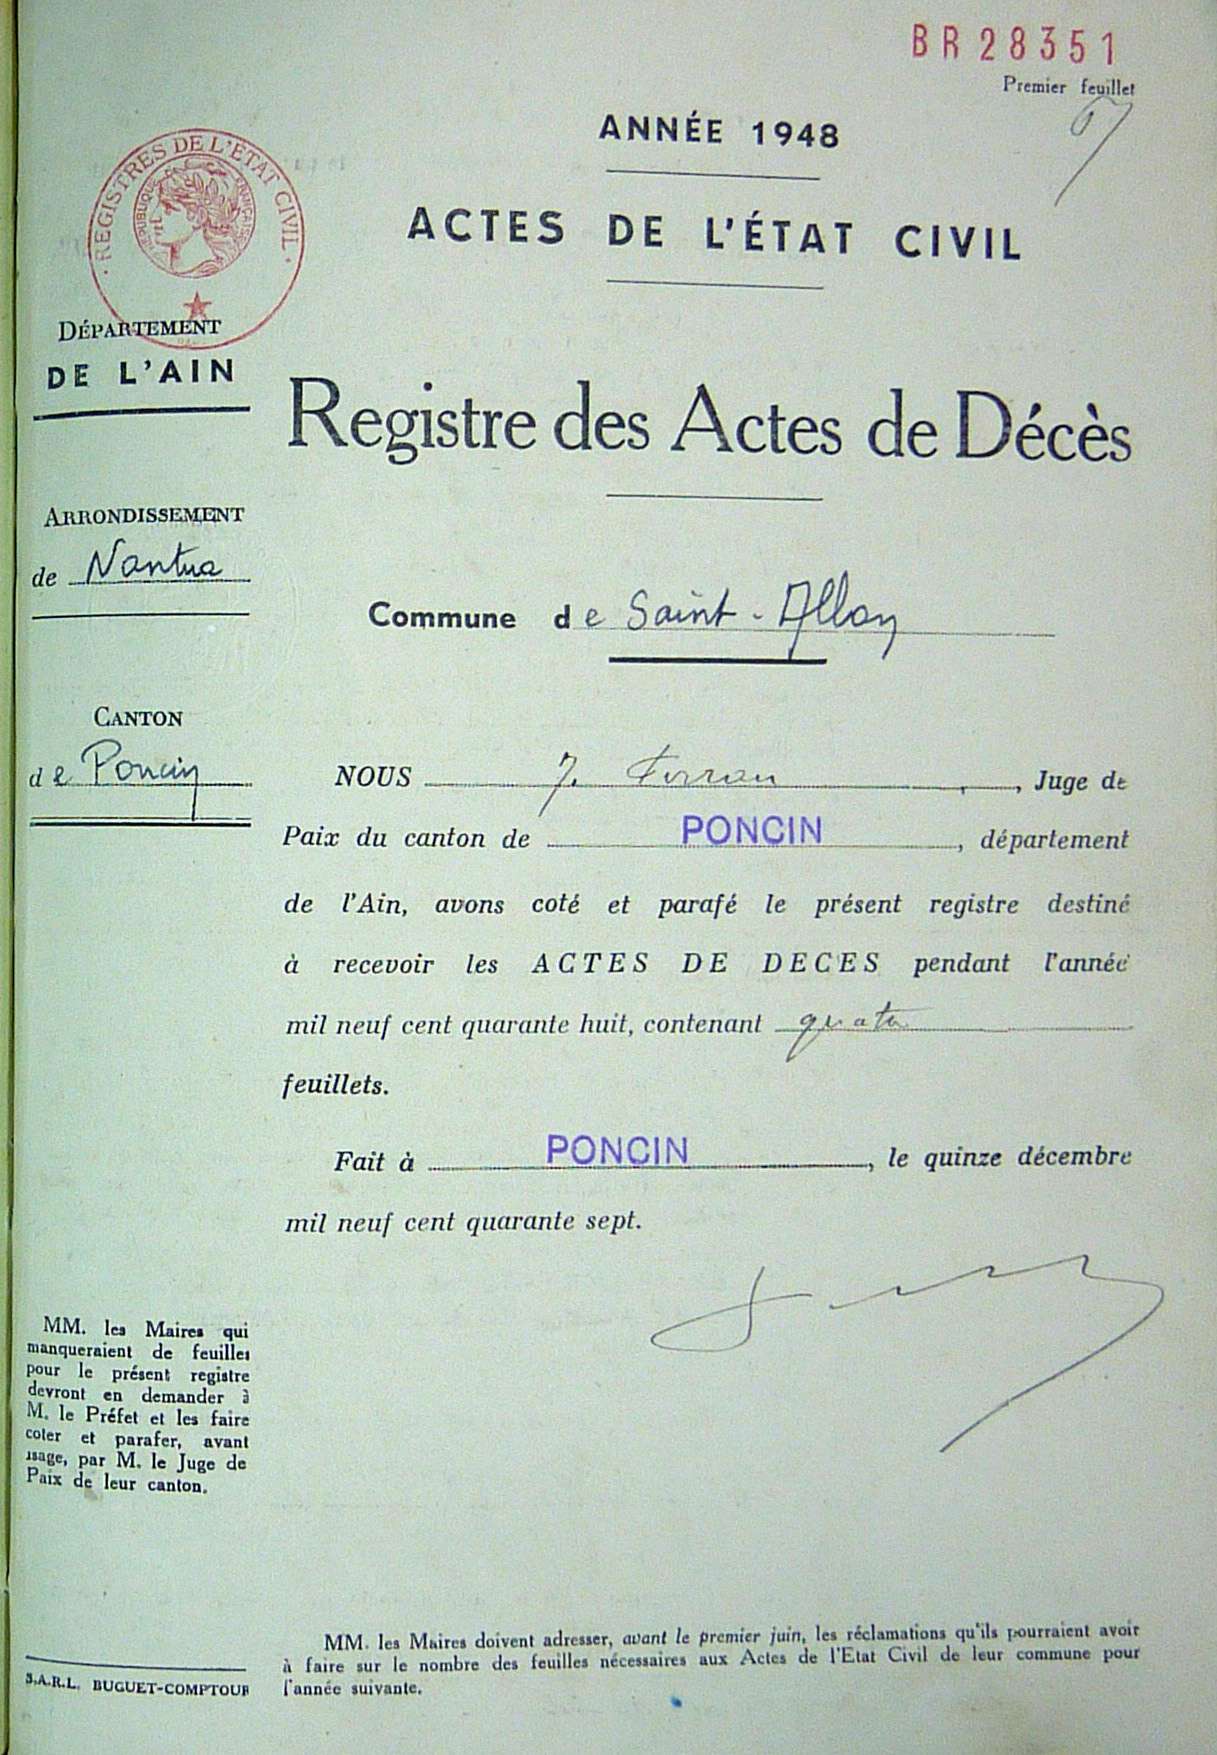 BR28351
Premier feuillet
ANNÉE 1948
REGISTRES DE L'ÉTAT CIVIL
RÉPUBLIQUE FRANÇAISE
ACTES DE L'ÉTAT CIVIL
DÉPARTEMENT
DE L'AIN
Registre des Actes de Décès
ARRONDISSEMENT
de Nantua
Commune de Saint-Alban
CANTON
de Poncin
NOUS J. , Juge de
Paix du canton de PONCIN, département
de l'Ain, avons coté et parafé le présent registre destiné
à recevoir les ACTES DE DECES pendant l'année
mil neuf cent quarante huit, contenant quatre
feuillets.
Fait à PONCIN, le quinze décembre
mil neuf cent quarante sept.
MM. les Maires qui
manqueraient de feuilles
pour le présent registre
devront en demander à
M. le Préfet et les faire
coter et parafer, avant
usage, par M. le Juge de
Paix de leur canton.
S.A.R.L. BUGUET-COMPTOUR
MM. les Maires doivent adresser, avant le premier juin, les réclamations qu'ils pourraient avoir
à faire sur le nombre des feuilles nécessaires aux Actes de l'Etat Civil de leur commune pour
l'année suivante.